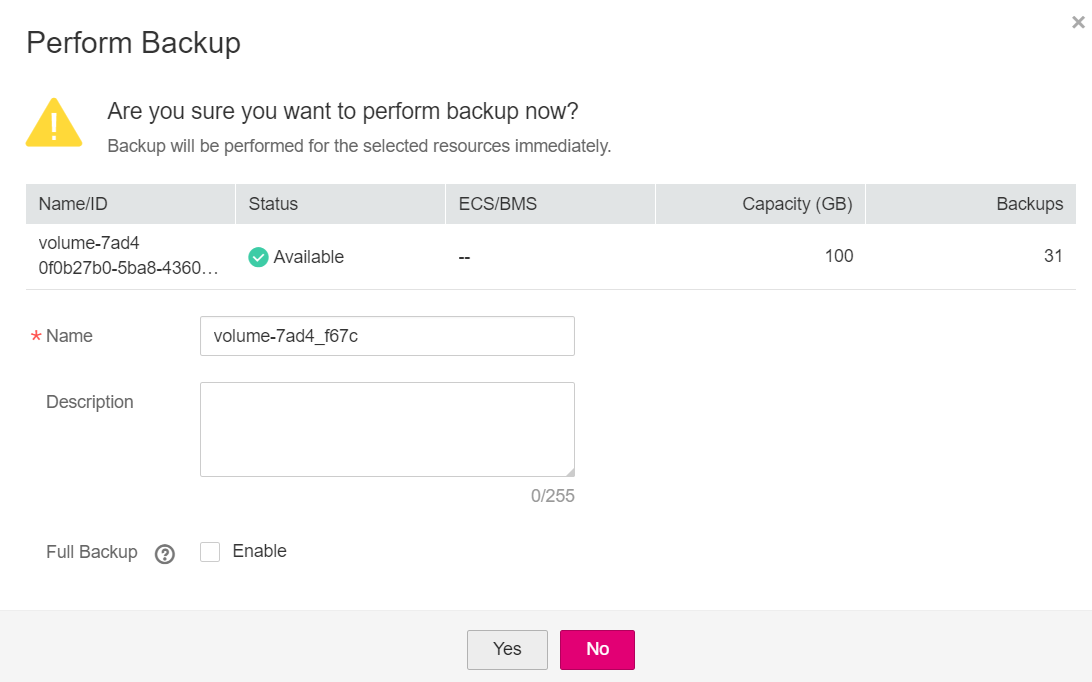 Perform Backup
Are you sure you want to perform backup now?
Backup will be performed for the selected resources immediately.
Name/ID Status ECS/BMS Capacity (GB) Backups
volume-7ad4
0f0b27b0-5ba8-4360... Available -- 100 31
* Name volume-7ad4_f67c
Description
0/255
Full Backup ? Enable
Yes No